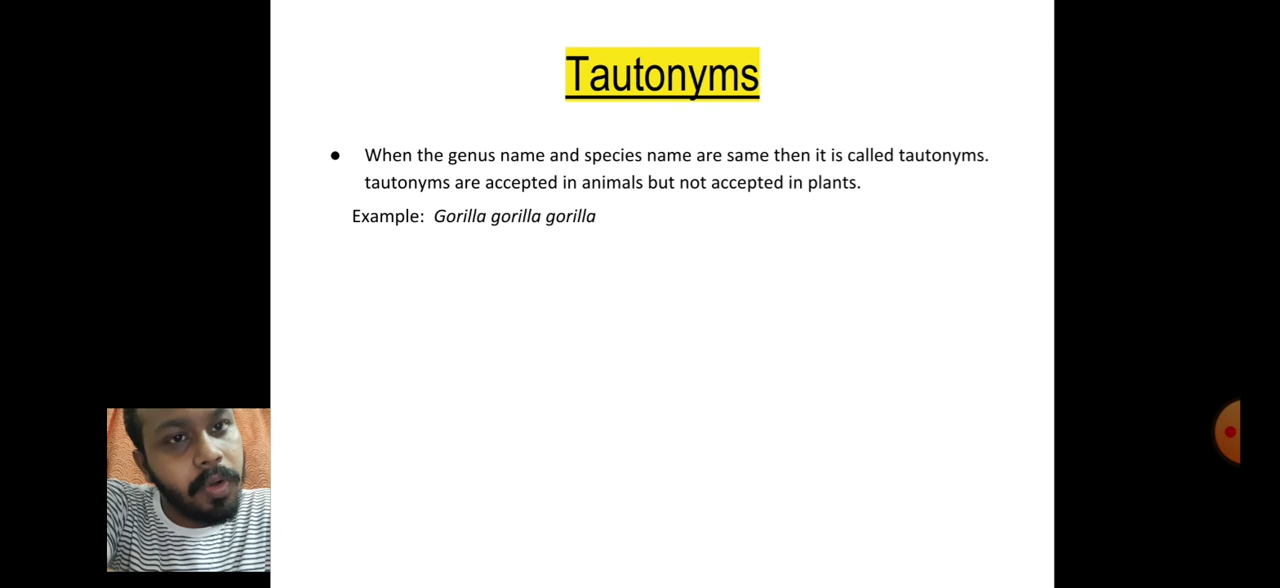 Tautonyms
● When the genus name and species name are same then it is called tautonyms.
tautonyms are accepted in animals but not accepted in plants.
Example: Gorilla gorilla gorilla